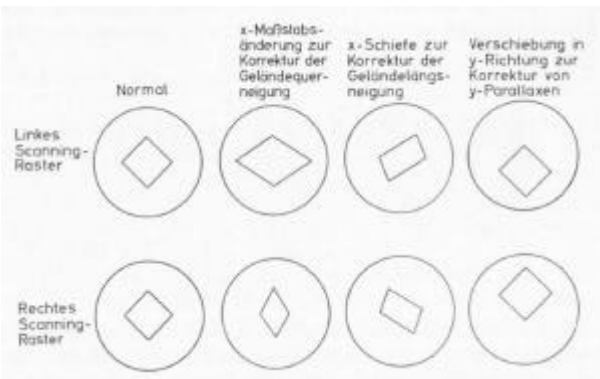 Normal
x-Maßstabs-
änderung zur
Korrektur der
Geländequer-
neigung
x-Schiefe zur
Korrektur der
Geländelängs-
neigung
Verschiebung in
y-Richtung zur
Korrektur von
y-Parallaxen
Linkes
Scanning-
Raster
Rechtes
Scanning-
Raster